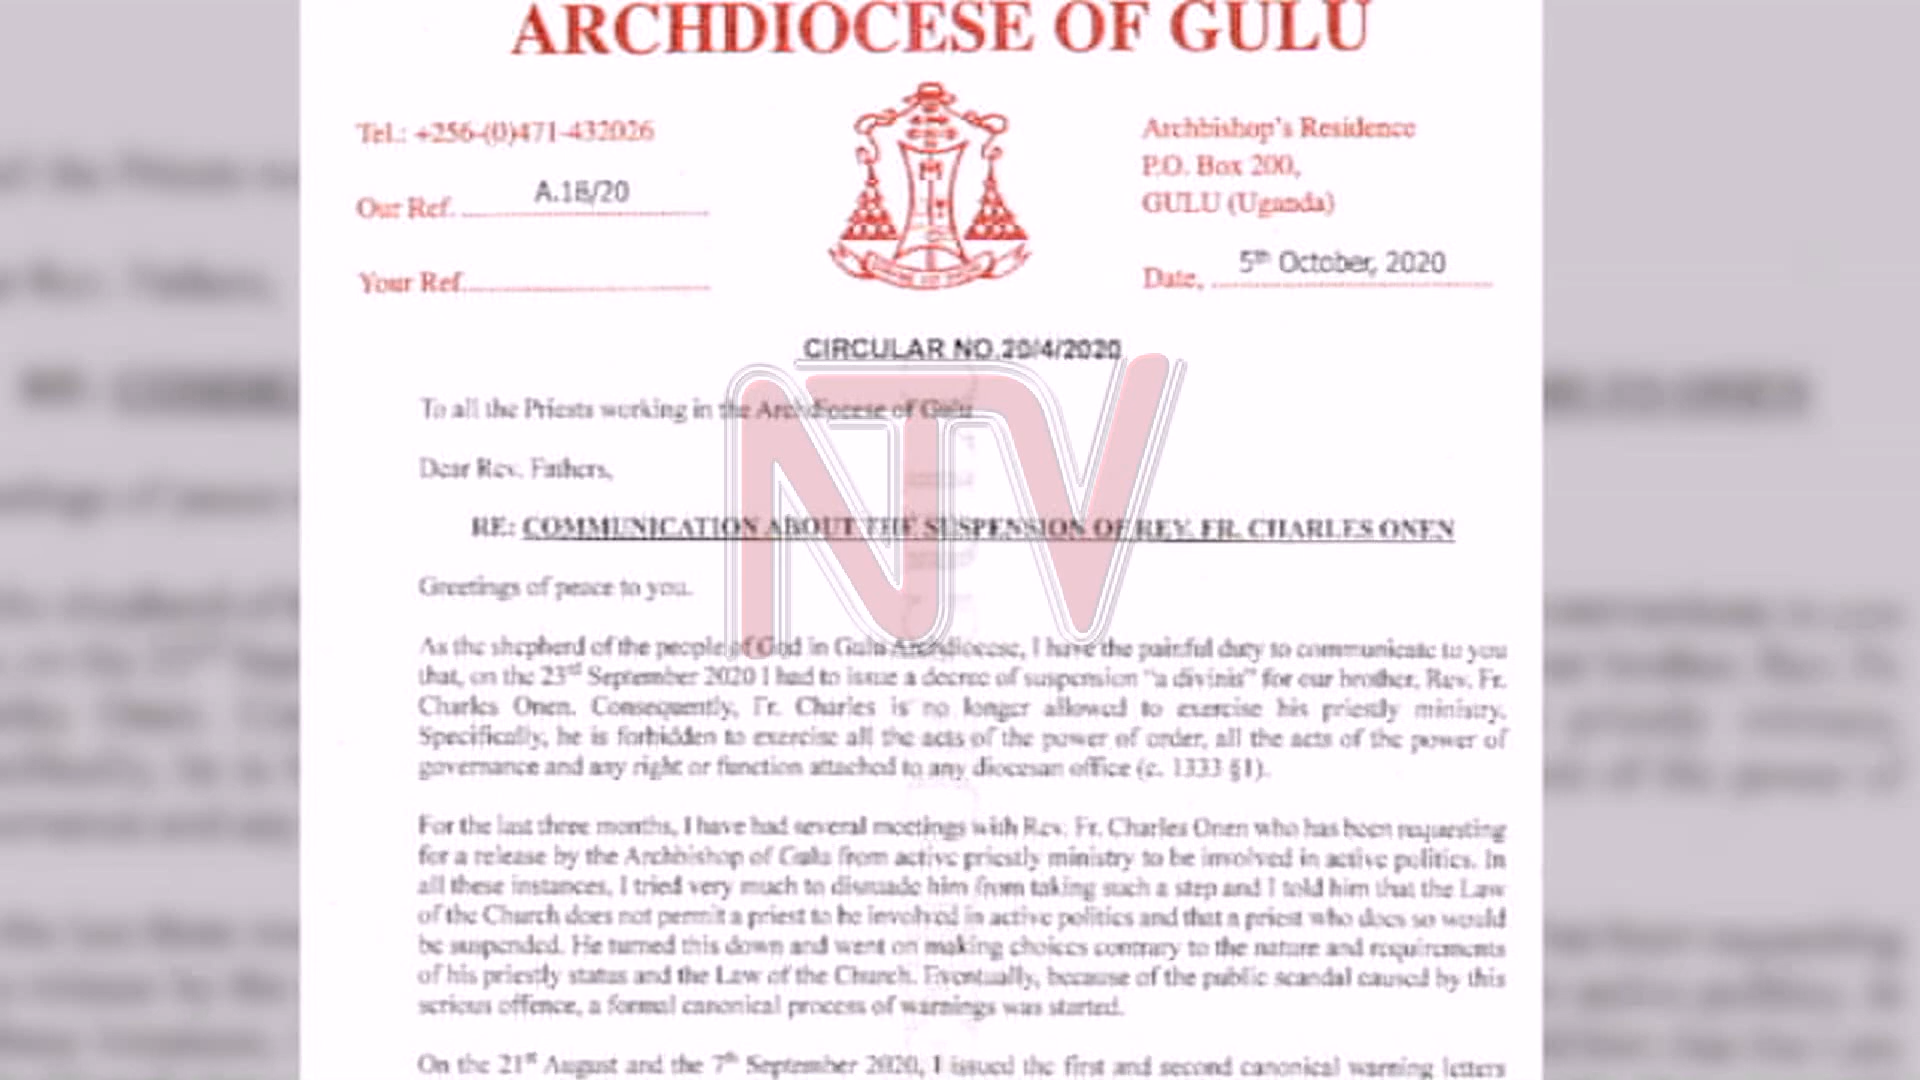 ARCHDIOCESE OF GULU
Tel.: +256-(0)471-432026
Our Ref. A.16/20
Your Ref.
Archbishop's Residence
P.O. Box 200,
GULU (Uganda)
Date, 5th October, 2020
CIRCULAR NO.20/4/2020
To all the Priests working in the Archdiocese of Gulu
Dear Rev. Fathers,
RE: COMMUNICATION ABOUT THE SUSPENSION OF REV. FR. CHARLES ONEN
NTV
Greetings of peace to you.
As the shepherd of the people of God in Gulu Archdiocese, I have the painful duty to communicate to you
that, on the 23rd September 2020 I had to issue a decree of suspension "a divinis" for our brother, Rev. Fr.
Charles Onen. Consequently, Fr. Charles is no longer allowed to exercise his priestly ministry.
Specifically, he is forbidden to exercise all the acts of the power of order, all the acts of the power of
governance and any right or function attached to any diocesan office (c. 1333 §1).
For the last three months, I have had several meetings with Rev. Fr. Charles Onen who has been requesting
for a release by the Archbishop of Gulu from active priestly ministry to be involved in active politics. In
all these instances, I tried very much to dissuade him from taking such a step and I told him that the Law
of the Church does not permit a priest to be involved in active politics and that a priest who does so would
be suspended. He turned this down and went on making choices contrary to the nature and requirements
of his priestly status and the Law of the Church. Eventually, because of the public scandal caused by this
serious offence, a formal canonical process of warnings was started.
On the 21st August and the 7th September 2020, I issued the first and second canonical warning letters